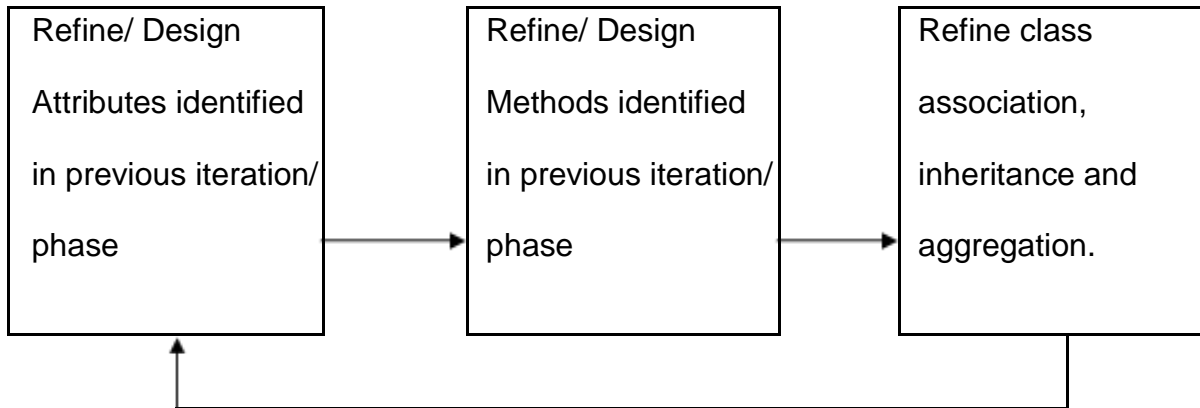 Refine/ Design
Attributes identified
in previous iteration/
phase
Refine/ Design
Methods identified
in previous iteration/
phase
Refine class
association,
inheritance and
aggregation.